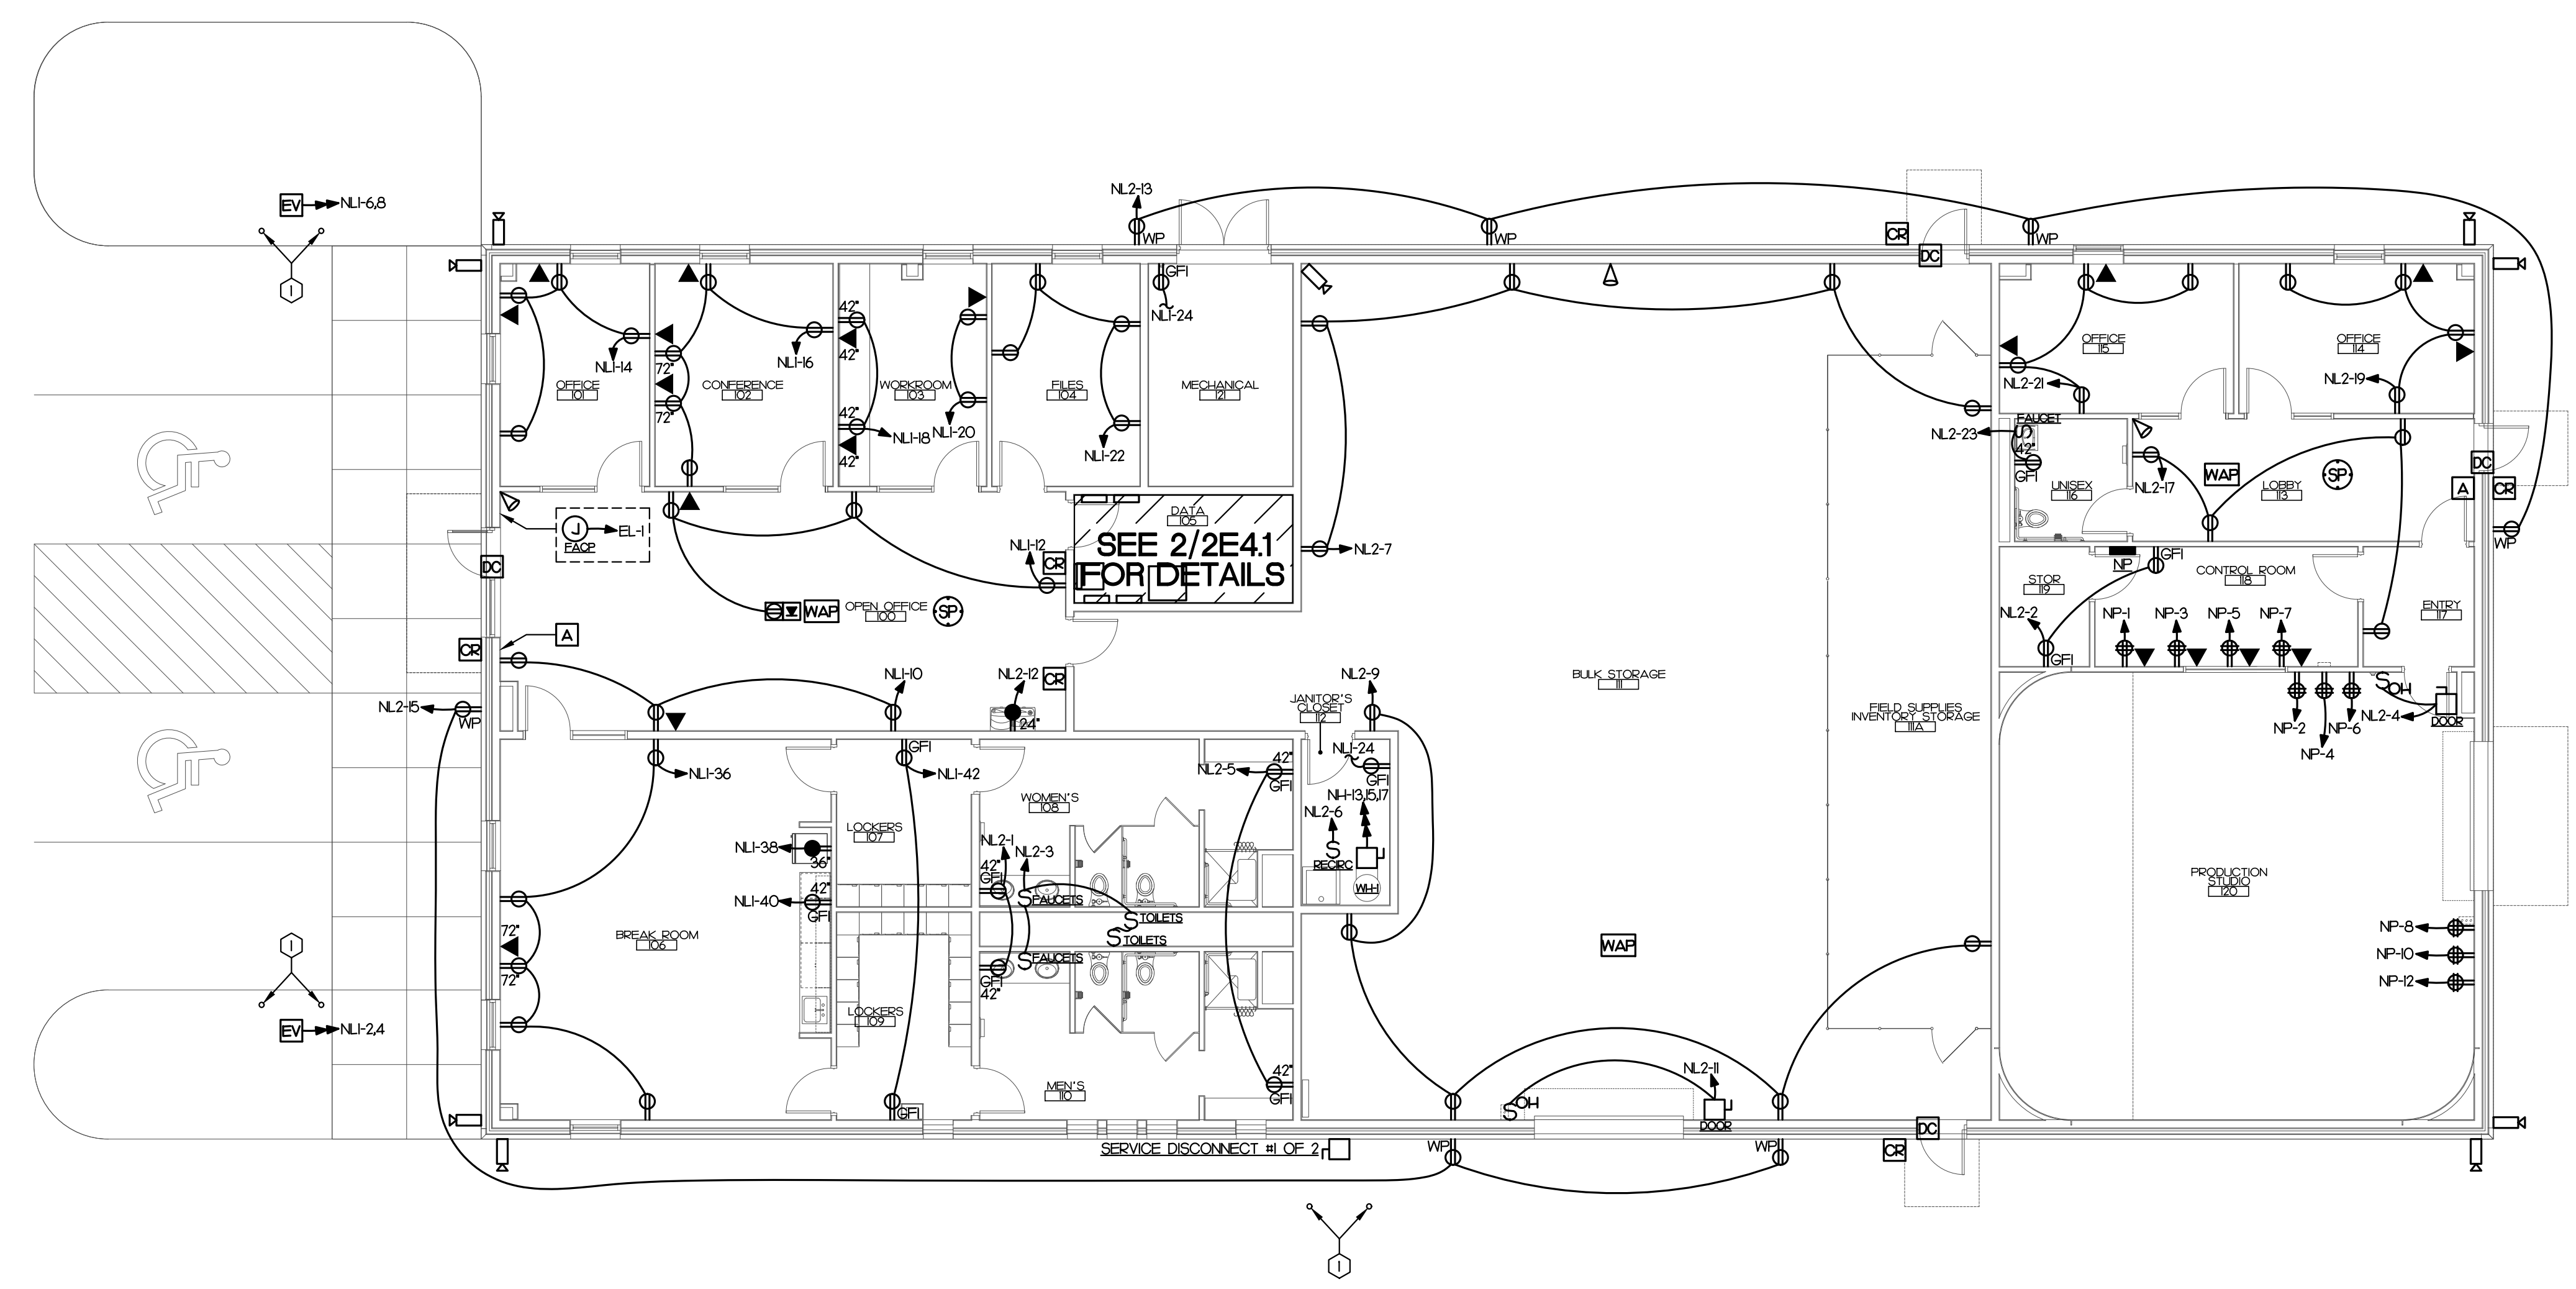 NL2-13
EV
NL1-6,8
WP
WP
WP
CR
DC
1
GFI
NL1-24
NL1-14
NL1-16
42"
42"
72"
72"
42"
42"
NL1-18
NL1-20
NL1-22
OFFICE
101
CONFERENCE
102
WORKROOM
103
FILES
104
MECHANICAL
121
OFFICE
115
OFFICE
114
NL2-21
NL2-19
NL2-23
FAUCET
S
42"
GFI
UNISEX
116
NL2-17
WAP
LOBBY
113
SP
DC
A
CR
WP
J
EL-1
FACP
DC
DATA
105
SEE 2/2E4.1
FOR DETAILS
NL1-12
CR
NL2-7
WAP
OPEN OFFICE
100
SP
A
CR
NP
GFI
CONTROL ROOM
118
STOR
119
NL2-2
GFI
NP-1
NP-3
NP-5
NP-7
ENTRY
117
NL2-15
WP
NL1-10
NL2-12
CR
24"
NL2-9
JANITOR'S
CLOSET
112
BULK STORAGE
111
FIELD SUPPLIES
INVENTORY STORAGE
111A
NP-2
NP-4
NP-6
SOH
NL2-4
DOOR
NL1-36
GFI
NL1-42
NL2-5
42"
GFI
NL1-24
GFI
NH-13,15,17
NL2-6
S
RECIRC
WH-1
WOMEN'S
108
LOCKERS
107
NL1-38
36"
NL1-40
42"
GFI
NL2-1
NL2-3
42"
GFI
S FAUCETS
S TOILETS
S TOILETS
S FAUCETS
GFI
42"
BREAK ROOM
106
72"
72"
LOCKERS
109
MEN'S
110
42"
GFI
GFI
WAP
PRODUCTION
STUDIO
120
NP-8
NP-10
NP-12
1
EV
NL1-2,4
SOH
NL2-11
DOOR
DC
CR
SERVICE DISCONNECT #1 OF 2
WP
WP
1